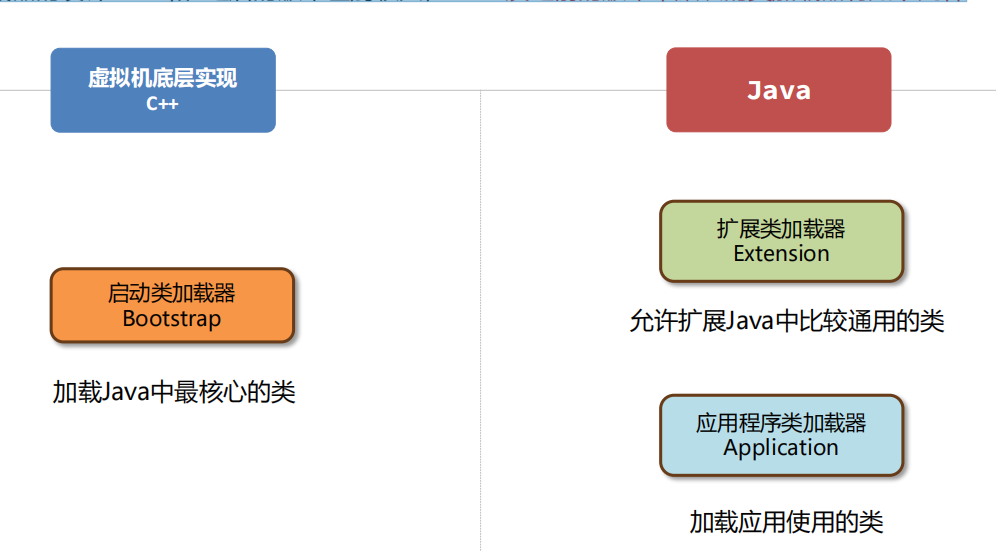 虚拟机底层实现
C++
Java
启动类加载器
Bootstrap
加载Java中最核心的类
扩展类加载器
Extension
允许扩展Java中比较通用的类
应用程序类加载器
Application
加载应用使用的类